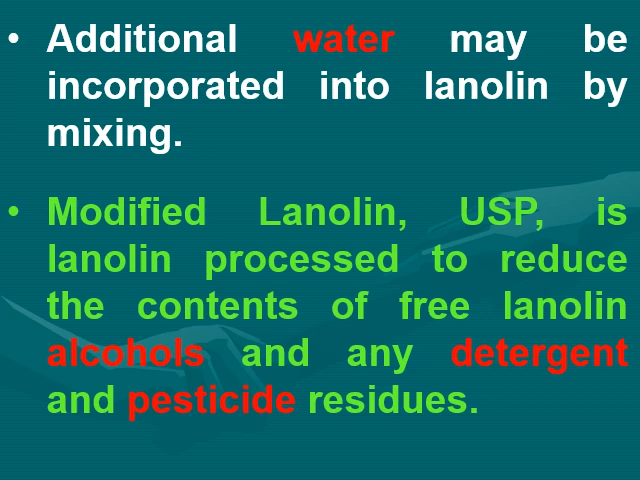 • Additional water may be
incorporated into lanolin by
mixing.
• Modified Lanolin, USP, is
lanolin processed to reduce
the contents of free lanolin
alcohols and any detergent
and pesticide residues.